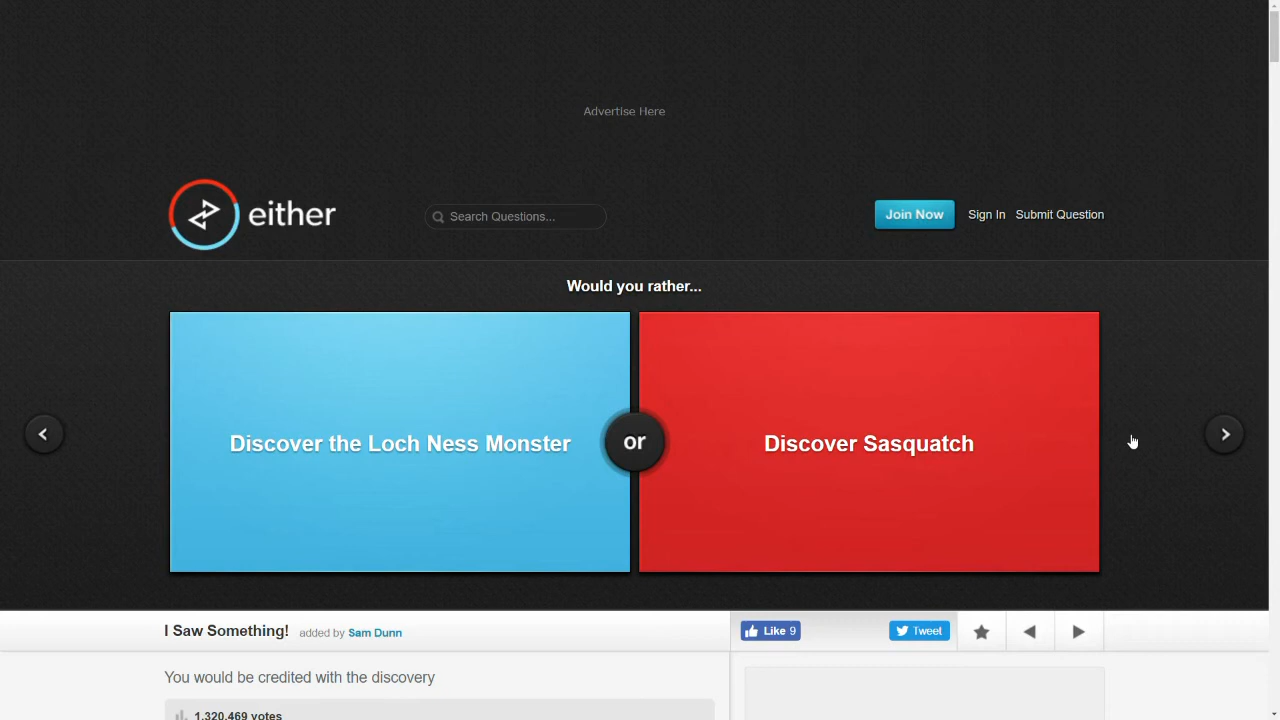 Advertise Here
either
Search Questions...
Join Now Sign In Submit Question
Would you rather...
Discover the Loch Ness Monster
or
Discover Sasquatch
I Saw Something! added by Sam Dunn
Like 9
Tweet
You would be credited with the discovery
1,320,469 votes